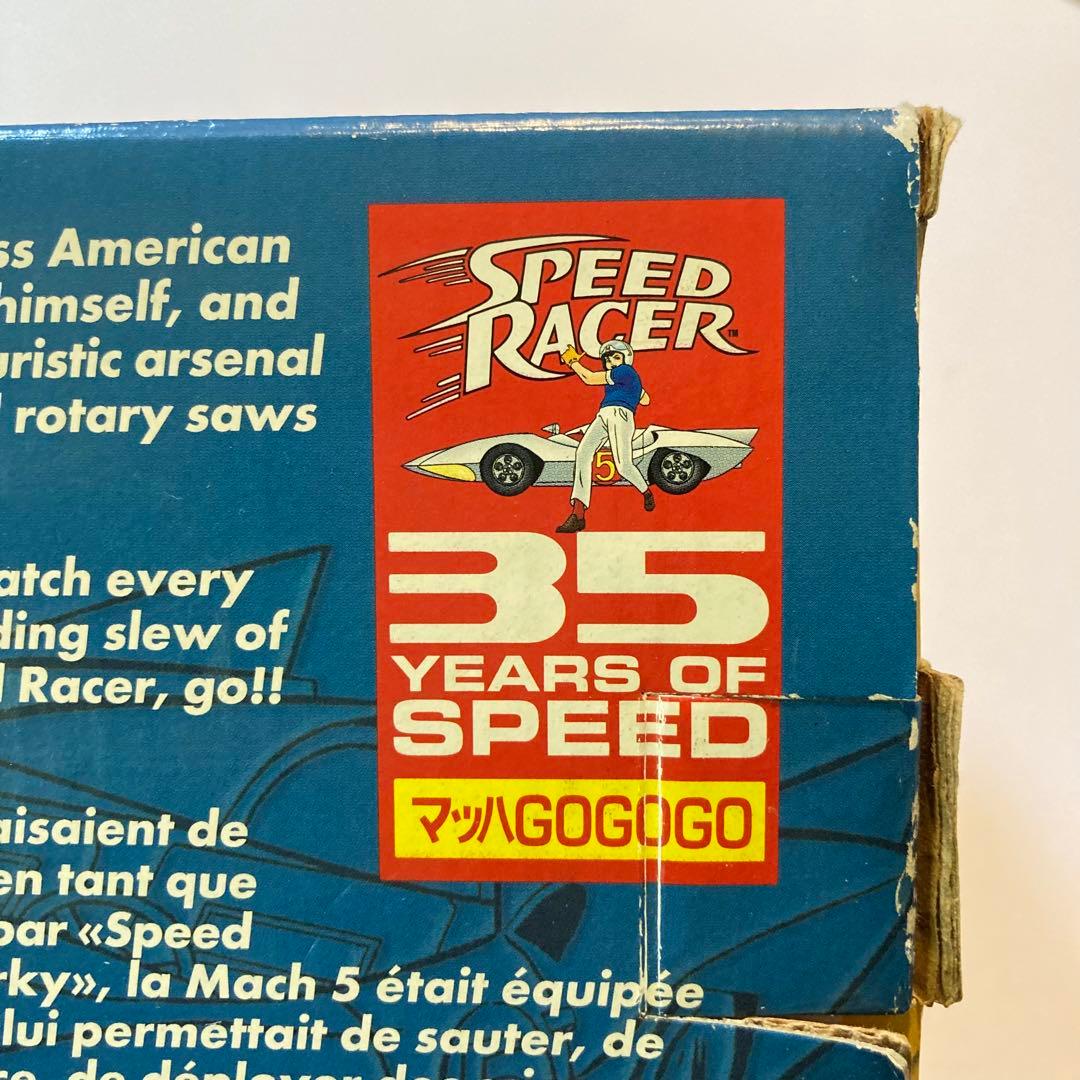 ss American
himself, and
uristic arsenal
rotary saws
atch every
ding slew of
Racer, go!!
aisaient de
en tant que
par «Speed
rky», la Mach 5 était équipée
lui permettait de sauter, de
SPEED
RACER™
5
35
YEARS OF
SPEED
マッハGOGOGO